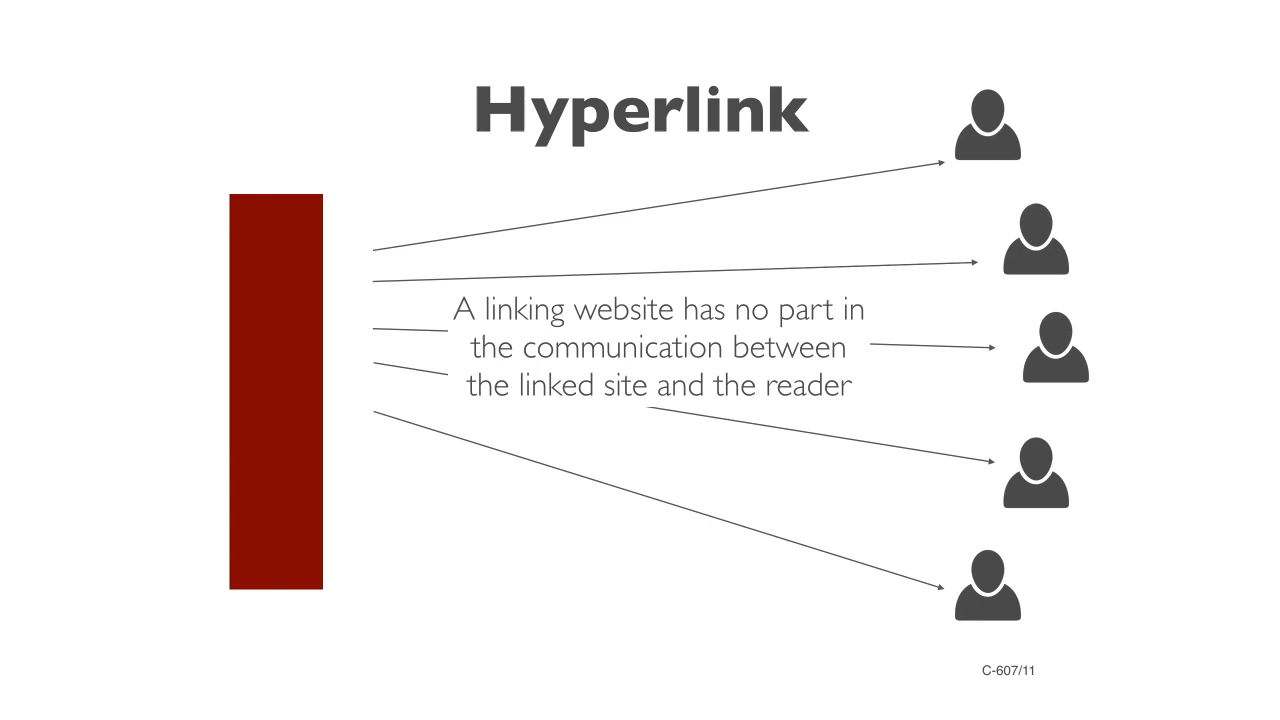 Hyperlink
A linking website has no part in
the communication between
the linked site and the reader
C-607/11